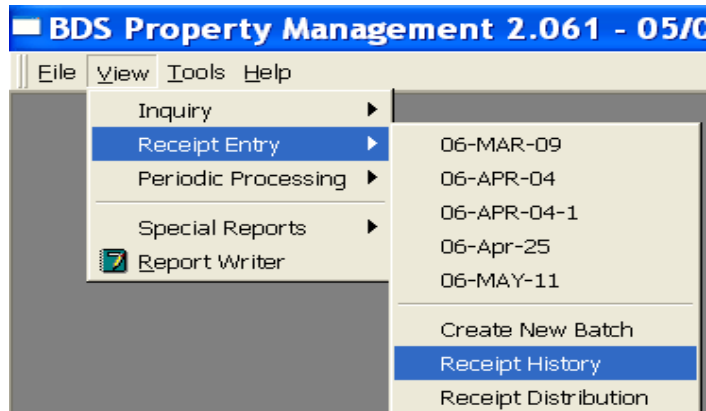 BDS Property Management 2.061 - 05/0
File View Tools Help
Inquiry
Receipt Entry
Periodic Processing
Special Reports
Report Writer
06-MAR-09
06-APR-04
06-APR-04-1
06-Apr-25
06-MAY-11
Create New Batch
Receipt History
Receipt Distribution